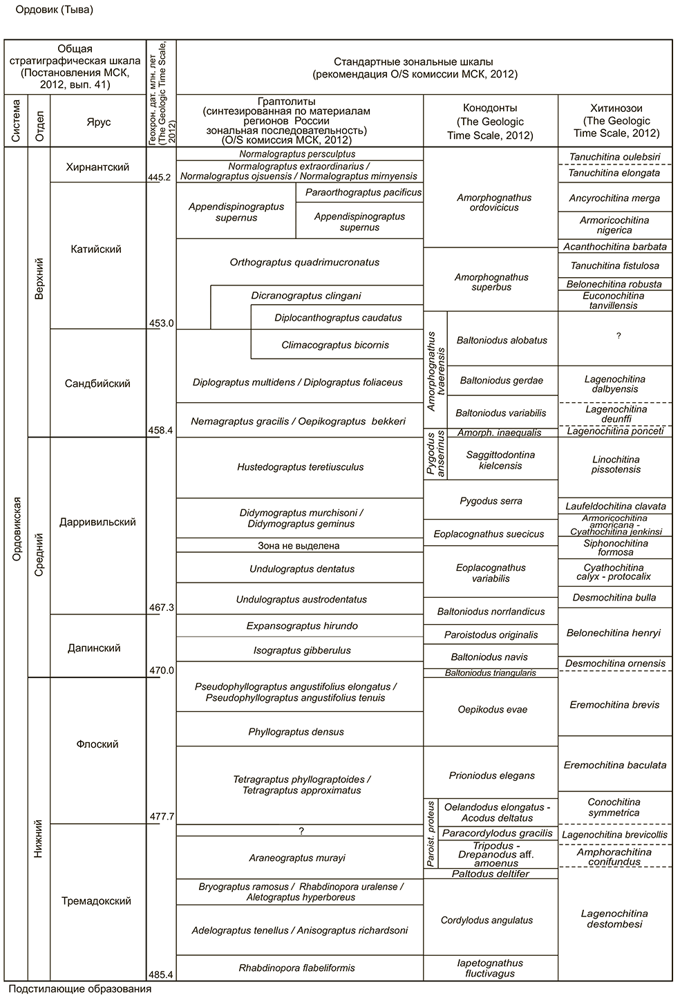 Ордовик (Тыва)
Общая
стратиграфическая шкала
(Постановления МСК,
2012, вып. 41)
Геохрон. дат. млн. лет
(The Geologic Time Scale,
2012)
Стандартные зональные шкалы
(рекомендация O/S комиссии МСК, 2012)
Система
Отдел
Ярус
Граптолиты
(синтезированная по материалам
регионов России
зональная последовательность)
(O/S комиссия МСК, 2012)
Конодонты
(The Geologic
Time Scale, 2012)
Хитинозои
(The Geologic
Time Scale, 2012)
Ордовикская
Верхний
Средний
Нижний
Хирнантский
Катийский
Сандбийский
Дарривильский
Дапинский
Флоский
Тремадокский
445.2
453.0
458.4
467.3
470.0
477.7
485.4
Normalograptus persculptus
Normalograptus extraordinarius /
Normalograptus ojsuensis / Normalograptus mirnyensis
Appendispinograptus
supernus
Paraorthograptus pacificus
Appendispinograptus
supernus
Orthograptus quadrimucronatus
Dicranograptus clingani
Diplocanthograptus caudatus
Climacograptus bicornis
Diplograptus multidens / Diplograptus foliaceus
Nemagraptus gracilis / Oepikograptus bekkeri
Hustedograptus teretiusculus
Didymograptus murchisoni /
Didymograptus geminus
Зона не выделена
Undulograptus dentatus
Undulograptus austrodentatus
Expansograptus hirundo
Isograptus gibberulus
Pseudophyllograptus angustifolius elongatus /
Pseudophyllograptus angustifolius tenuis
Phyllograptus densus
Tetragraptus phyllograptoides /
Tetragraptus approximatus
?
Araneograptus murayi
Bryograptus ramosus / Rhabdinopora uralense /
Aletograptus hyperboreus
Adelograptus tenellus / Anisograptus richardsoni
Rhabdinopora flabeliformis
Amorphognathus
ordovicicus
Amorphognathus
superbus
Amorphognathus
tvaerensis
Baltoniodus alobatus
Baltoniodus gerdae
Baltoniodus variabilis
Pygodus
anserinus
Amorph. inaequalis
Saggittodontina
kielcensis
Pygodus serra
Eoplacognathus suecicus
Eoplacognathus
variabilis
Baltoniodus norrlandicus
Paroistodus originalis
Baltoniodus navis
Baltoniodus triangularis
Oepikodus evae
Prioniodus elegans
Paroist. proteus
Oelandodus elongatus -
Acodus deltatus
Paracordylodus gracilis
Tripodus -
Drepanodus aff.
amoenus
Paltodus deltifer
Cordylodus angulatus
Iapetognathus
fluctivagus
Tanuchitina oulebsiri
Tanuchitina elongata
Ancyrochitina merga
Armoricochitina
nigerica
Acanthochitina barbata
Tanuchitina fistulosa
Belonechitina robusta
Euconochitina
tanvillensis
?
Lagenochitina
dalbyensis
Lagenochitina
deunffi
Lagenochitina ponceti
Linochitina
pissotensis
Laufeldochitina clavata
Armoricochitina
amoricana -
Cyathochitina jenkinsi
Siphonochitina
formosa
Cyathochitina
calyx - protocalix
Desmochitina bulla
Belonechitina henryi
Desmochitina ornensis
Eremochitina brevis
Eremochitina baculata
Conochitina
symmetrica
Lagenochitina brevicollis
Amphorachitina
conifundus
Lagenochitina
destombesi
Подстилающие образования